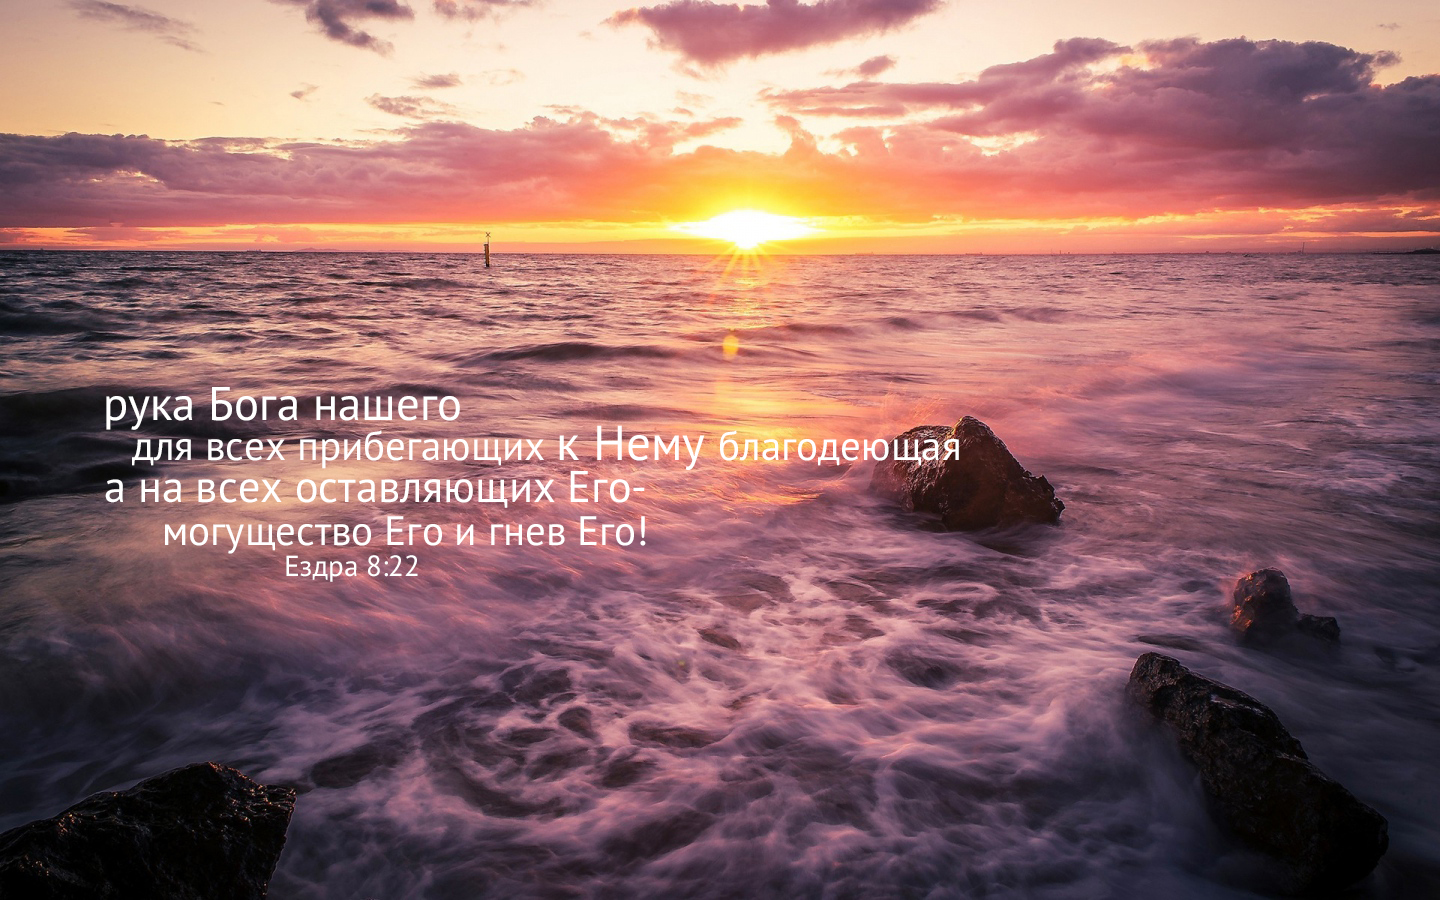 рука Бога нашего
для всех прибегающих к Нему благодеющая
а на всех оставляющих Его-
могущество Его и гнев Его!
Ездра 8:22